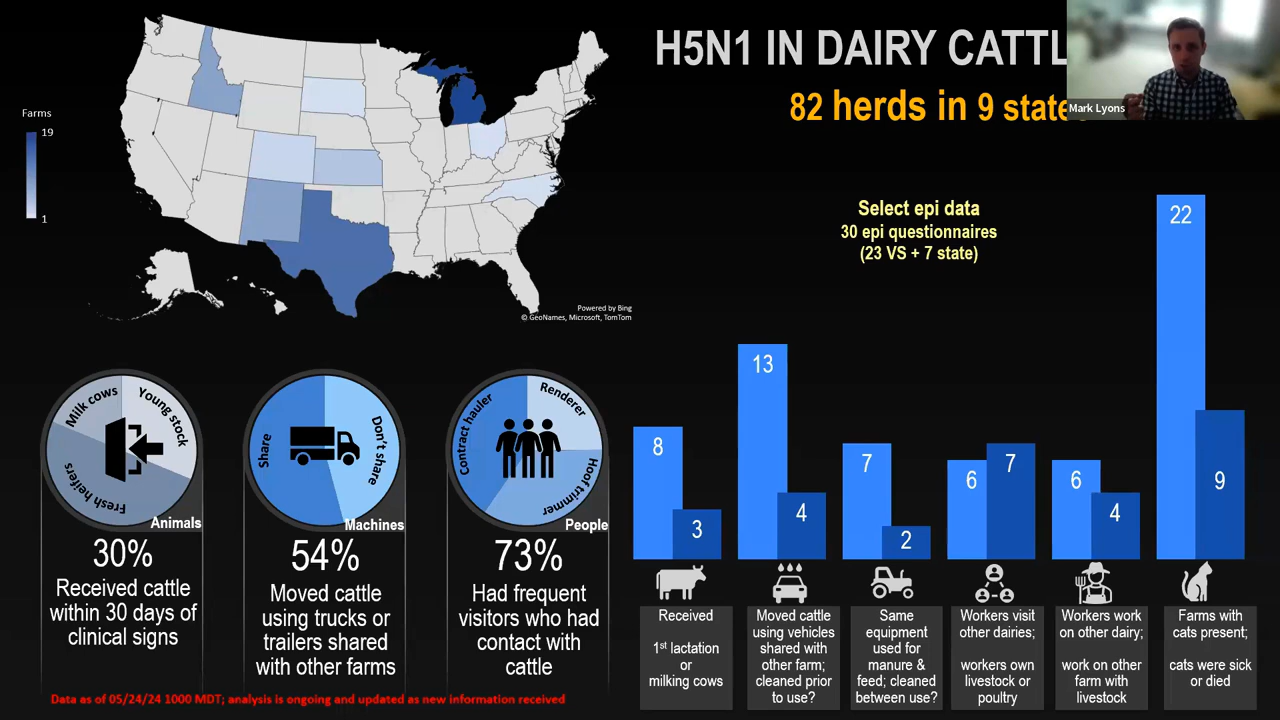 H5N1 IN DAIRY CATTL
82 herds in 9 state
Mark Lyons
Farms
19
1
Powered by Bing
© GeoNames, Microsoft, TomTom
Select epi data
30 epi questionnaires
(23 VS + 7 state)
Milk cows
Young stock
Fresh heifers
Animals
30%
Received cattle
within 30 days of
clinical signs
Share
Don't share
Machines
54%
Moved cattle
using trucks or
trailers shared
with other farms
Contract hauler
Renderer
Hoof trimmer
People
73%
Had frequent
visitors who had
contact with
cattle
8
3
13
4
7
2
6
7
6
4
22
9
Received
1st lactation
or
milking cows
Moved cattle
using vehicles
shared with
other farm;
cleaned prior
to use?
Same
equipment
used for
manure &
feed; cleaned
between use?
Workers visit
other dairies;
workers own
livestock or
poultry
Workers work
on other dairy;
work on other
farm with
livestock
Farms with
cats present;
cats were sick
or died
Data as of 05/24/24 1000 MDT; analysis is ongoing and updated as new information received